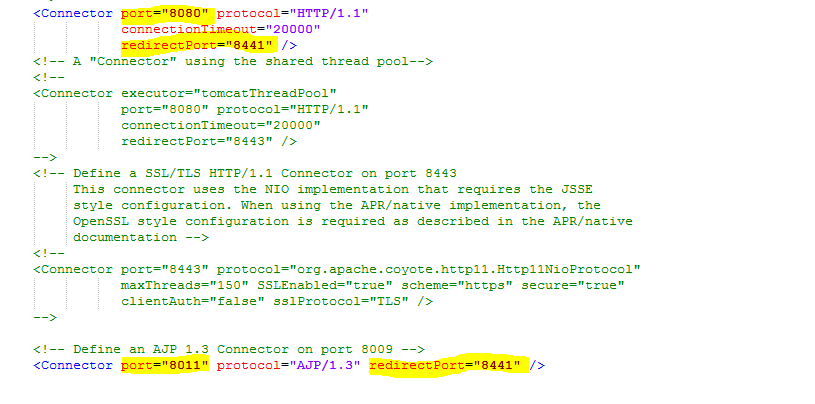 <Connector port="8080" protocol="HTTP/1.1"
connectionTimeout="20000"
redirectPort="8441" />
<!-- A "Connector" using the shared thread pool-->
<!--
<Connector executor="tomcatThreadPool"
port="8080" protocol="HTTP/1.1"
connectionTimeout="20000"
redirectPort="8443" />
-->
<!-- Define a SSL/TLS HTTP/1.1 Connector on port 8443
This connector uses the NIO implementation that requires the JSSE
style configuration. When using the APR/native implementation, the
OpenSSL style configuration is required as described in the APR/native
documentation -->
<!--
<Connector port="8443" protocol="org.apache.coyote.http11.Http11NioProtocol"
maxThreads="150" SSLEnabled="true" scheme="https" secure="true"
clientAuth="false" sslProtocol="TLS" />
-->
<!-- Define an AJP 1.3 Connector on port 8009 -->
<Connector port="8011" protocol="AJP/1.3" redirectPort="8441" />